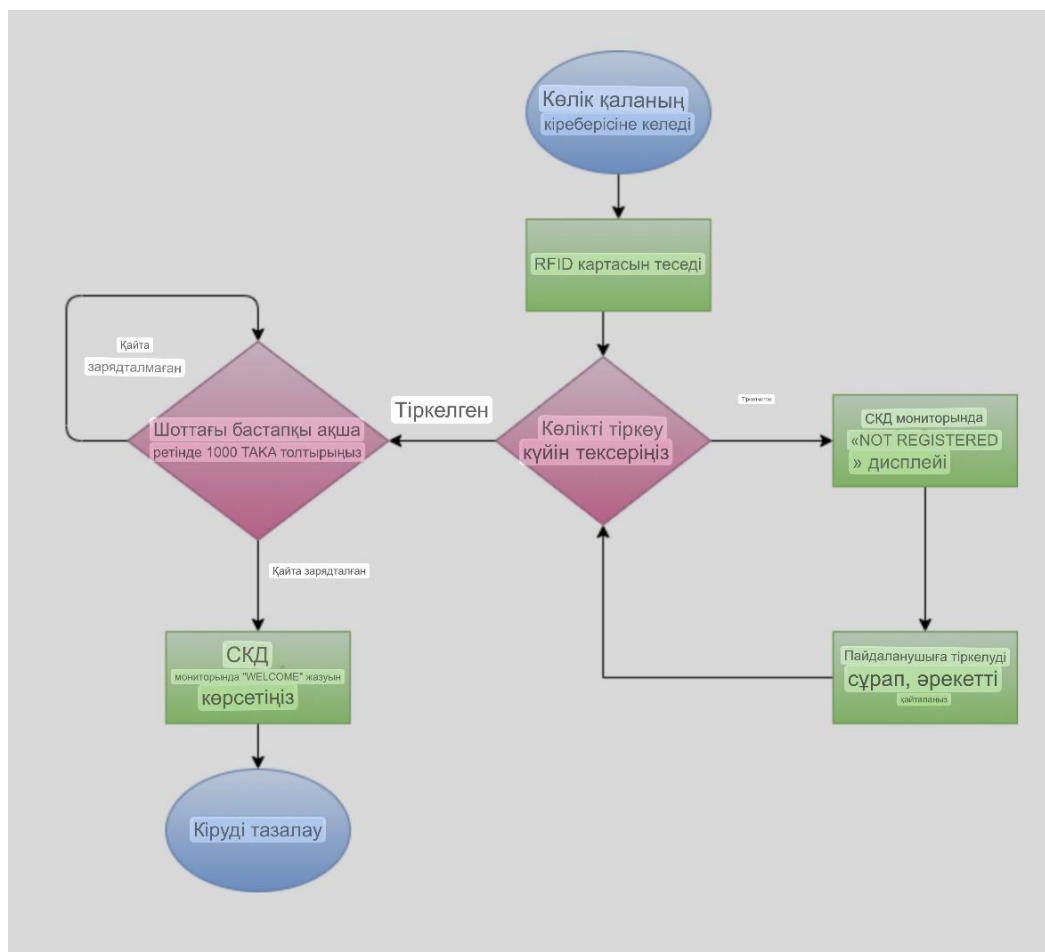 Көлік қаланың
кіреберісіне келеді
RFID картасын теседі
Қайта
зарядталмаған
Шоттағы бастапқы ақша
ретінде 1000 TAKA толтырыңыз
Тіркелген
Көлікті тіркеу
күйін тексеріңіз
СКД мониторында
«NOT REGISTERED
» дисплейі
Қайта зарядталған
СКД
мониторында "WELCOME" жазуын
көрсетіңіз
Пайдаланушыға тіркелуді
сұрап, әрекетті
қайталаңыз
Кіруді тазалау